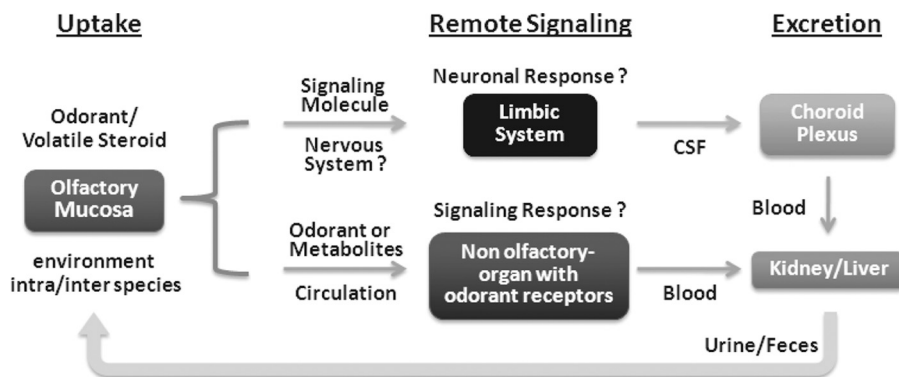 Uptake
Remote Signaling
Excretion
Odorant/
Volatile Steroid
Olfactory
Mucosa
environment
intra/inter species
Signaling
Molecule
Nervous
System ?
Neuronal Response ?
Limbic
System
CSF
Choroid
Plexus
Blood
Odorant or
Metabolites
Circulation
Signaling Response ?
Non olfactory-
organ with
odorant receptors
Blood
Kidney/Liver
Urine/Feces